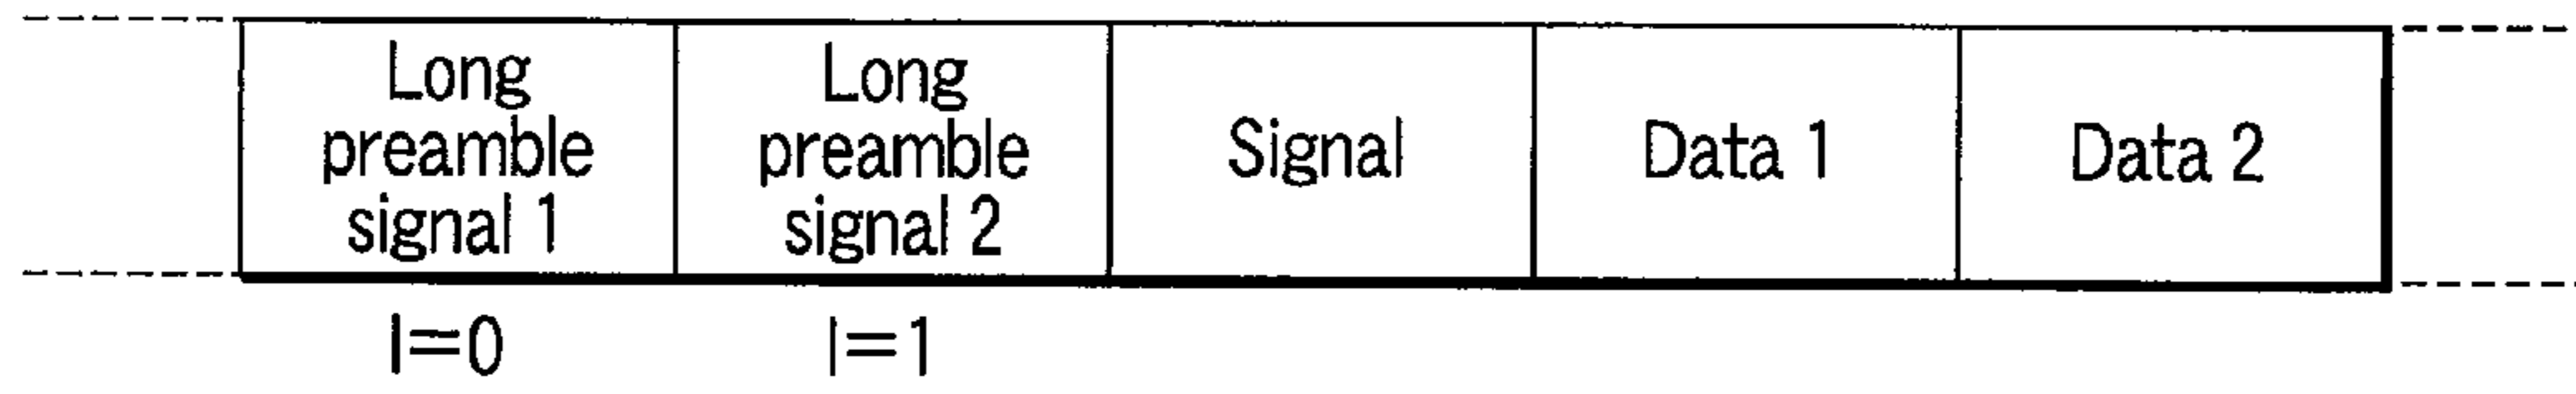 Long
preamble
signal 1
Long
preamble
signal 2
Signal
Data 1
Data 2
l=0
l=1